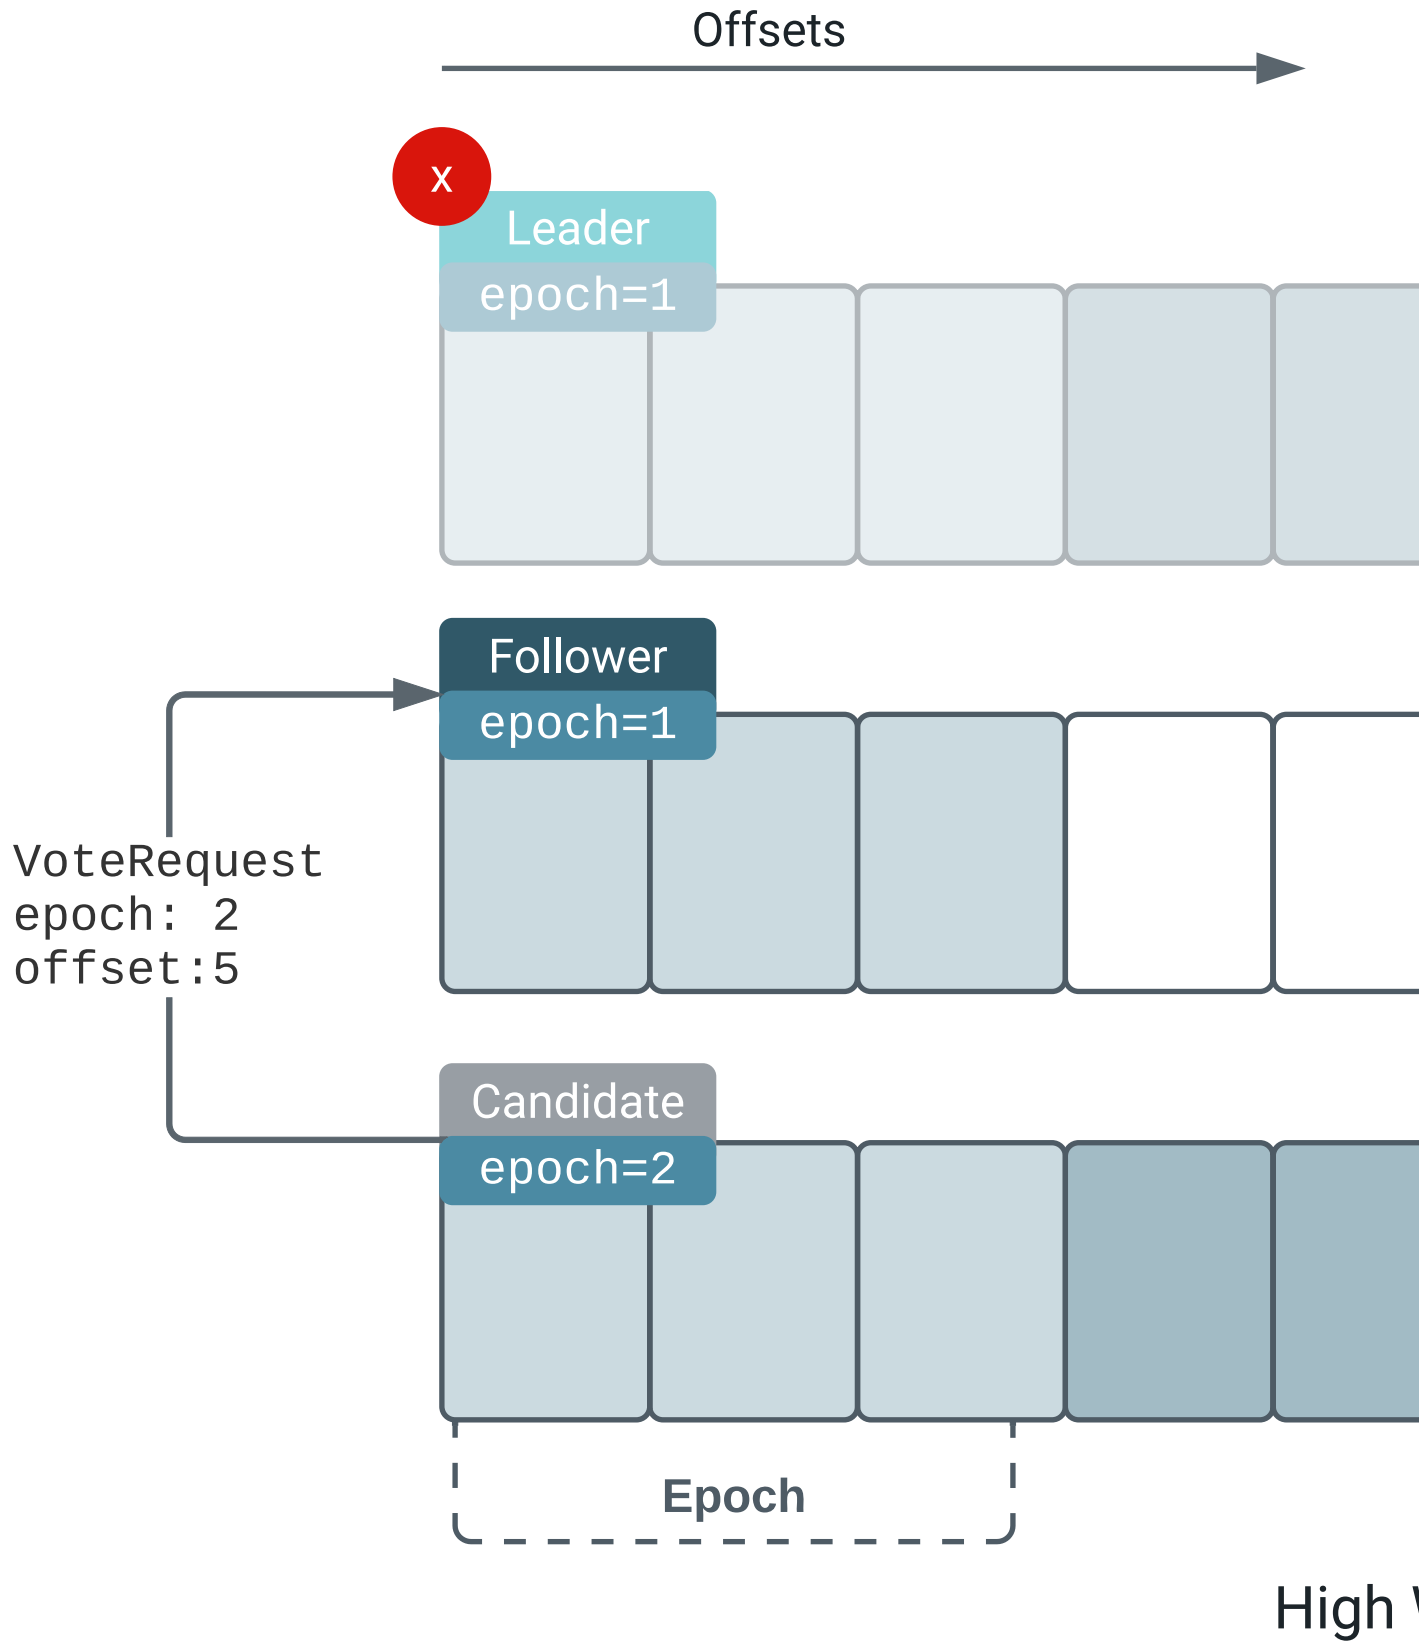 Offsets
x
Leader
epoch=1
Follower
epoch=1
VoteRequest
epoch: 2
offset:5
Candidate
epoch=2
Epoch
High